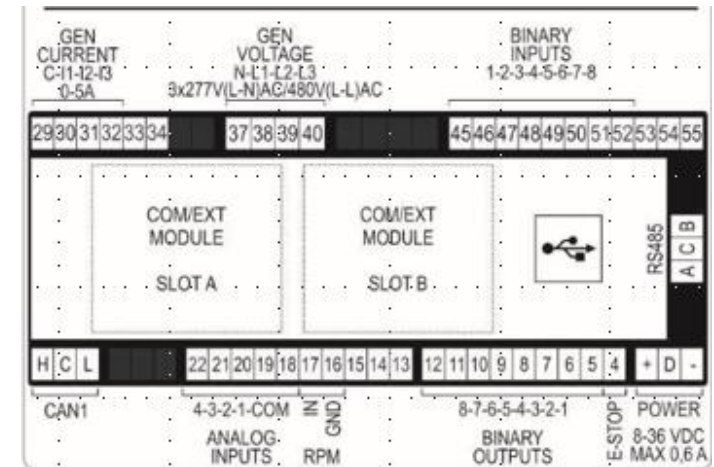 GEN
CURRENT
C-l1-l2-l3
0-5A
GEN
VOLTAGE
N-L1-L2-L3
3x277V(L-N)AC/480V(L-L)AC
BINARY
INPUTS
1-2-3-4-5-6-7-8
29 30 31 32 33 34 37 38 39 40 45 46 47 48 49 50 51 52 53 54 55
COM/EXT
MODULE
SLOT A
COM/EXT
MODULE
SLOT B
RS485
A C B
H C L 22 21 20 19 18 17 16 15 14 13 12 11 10 9 8 7 6 5 4 + D -
CAN1
4-3-2-1-COM
ANALOG
INPUTS
IN
GND
RPM
8-7-6-5-4-3-2-1
BINARY
OUTPUTS
E-STOP
POWER
8-36 VDC
MAX 0,6 A